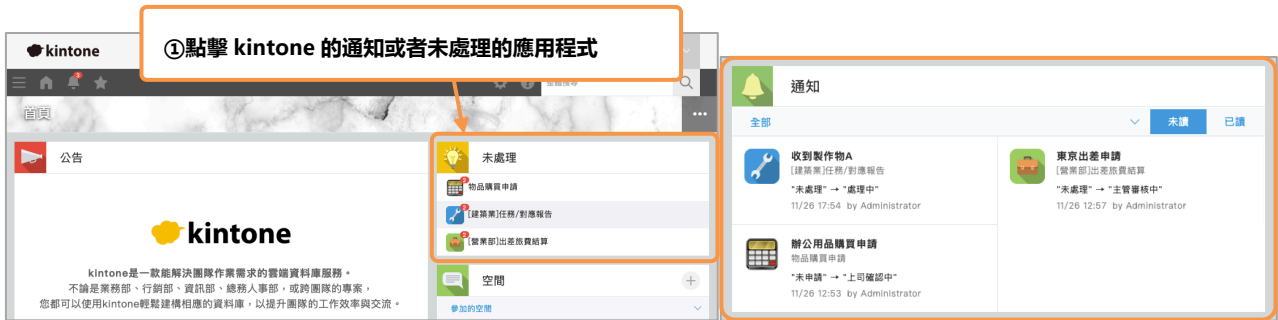 ①點擊 kintone 的通知或者未處理的應用程式
kintone
3
首頁
公告
kintone
kintone是一款能解決團隊作業需求的雲端資料庫服務。
不論是業務部、行銷部、資訊部、總務人事部，或跨團隊的專案，
您都可以使用kintone輕鬆建構相應的資料庫，以提升團隊的工作效率與交流。
未處理
物品購買申請
[建築業]任務/對應報告
[營業部]出差旅費結算
空間
參加的空間
通知
全部
未讀
已讀
收到製作物A
[建築業]任務/對應報告
"未處理" → "處理中"
11/26 17:54 by Administrator
東京出差申請
[營業部]出差旅費結算
"未處理" → "主管審核中"
11/26 12:57 by Administrator
辦公用品購買申請
物品購買申請
"未申請" → "上司確認中"
11/26 12:53 by Administrator